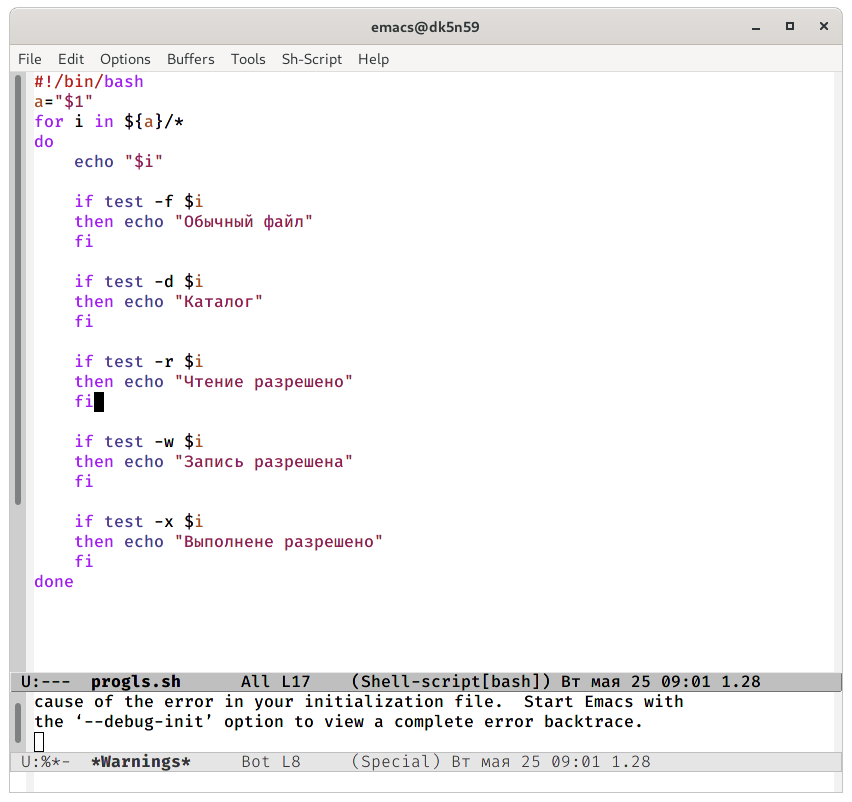 emacs@dk5n59
File Edit Options Buffers Tools Sh-Script Help
#!/bin/bash
a="$1"
for i in ${a}/*
do
    echo "$i"

    if test -f $i
    then echo "Обычный файл"
    fi

    if test -d $i
    then echo "Каталог"
    fi

    if test -r $i
    then echo "Чтение разрешено"
    fi

    if test -w $i
    then echo "Запись разрешена"
    fi

    if test -x $i
    then echo "Выполнене разрешено"
    fi
done
U:---  progls.sh      All L17    (Shell-script[bash]) Вт мая 25 09:01 1.28
cause of the error in your initialization file.  Start Emacs with
the ‘--debug-init’ option to view a complete error backtrace.
U:%*-  *Warnings*     Bot L8     (Special) Вт мая 25 09:01 1.28